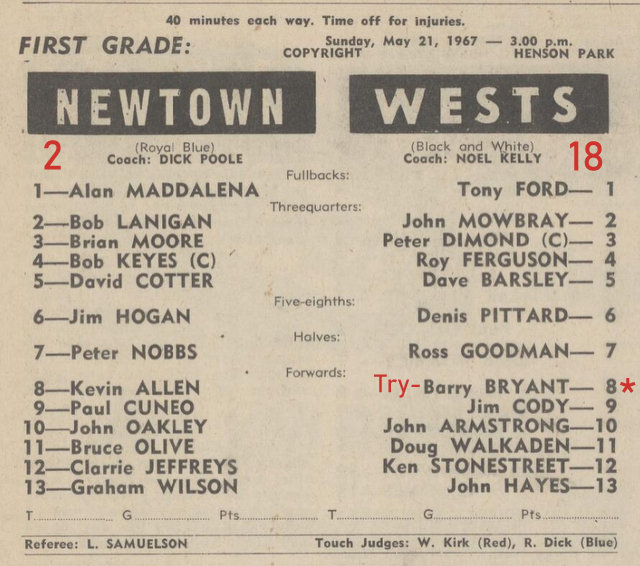 40 minutes each way. Time off for injuries.
FIRST GRADE: Sunday, May 21, 1967 — 3.00 p.m.
COPYRIGHT HENSON PARK
NEWTOWN WESTS
2 (Royal Blue) (Black and White) 18
Coach: DICK POOLE Coach: NOEL KELLY
Fullbacks:
1—Alan MADDALENA Tony FORD— 1
Threequarters:
2—Bob LANIGAN John MOWBRAY— 2
3—Brian MOORE Peter DIMOND (C)— 3
4—Bob KEYES (C) Roy FERGUSON— 4
5—David COTTER Dave BARSLEY— 5
Five-eighths:
6—Jim HOGAN Denis PITTARD— 6
Halves:
7—Peter NOBBS Ross GOODMAN— 7
Forwards:
8—Kevin ALLEN Try-Barry BRYANT— 8*
9—Paul CUNEO Jim CODY— 9
10—John OAKLEY John ARMSTRONG—10
11—Bruce OLIVE Doug WALKADEN—11
12—Clarrie JEFFREYS Ken STONESTREET—12
13—Graham WILSON John HAYES—13
T.................... G.................... Pts.................... T.................... G.................... Pts....................
Referee: L. SAMUELSON Touch Judges: W. Kirk (Red), R. Dick (Blue)